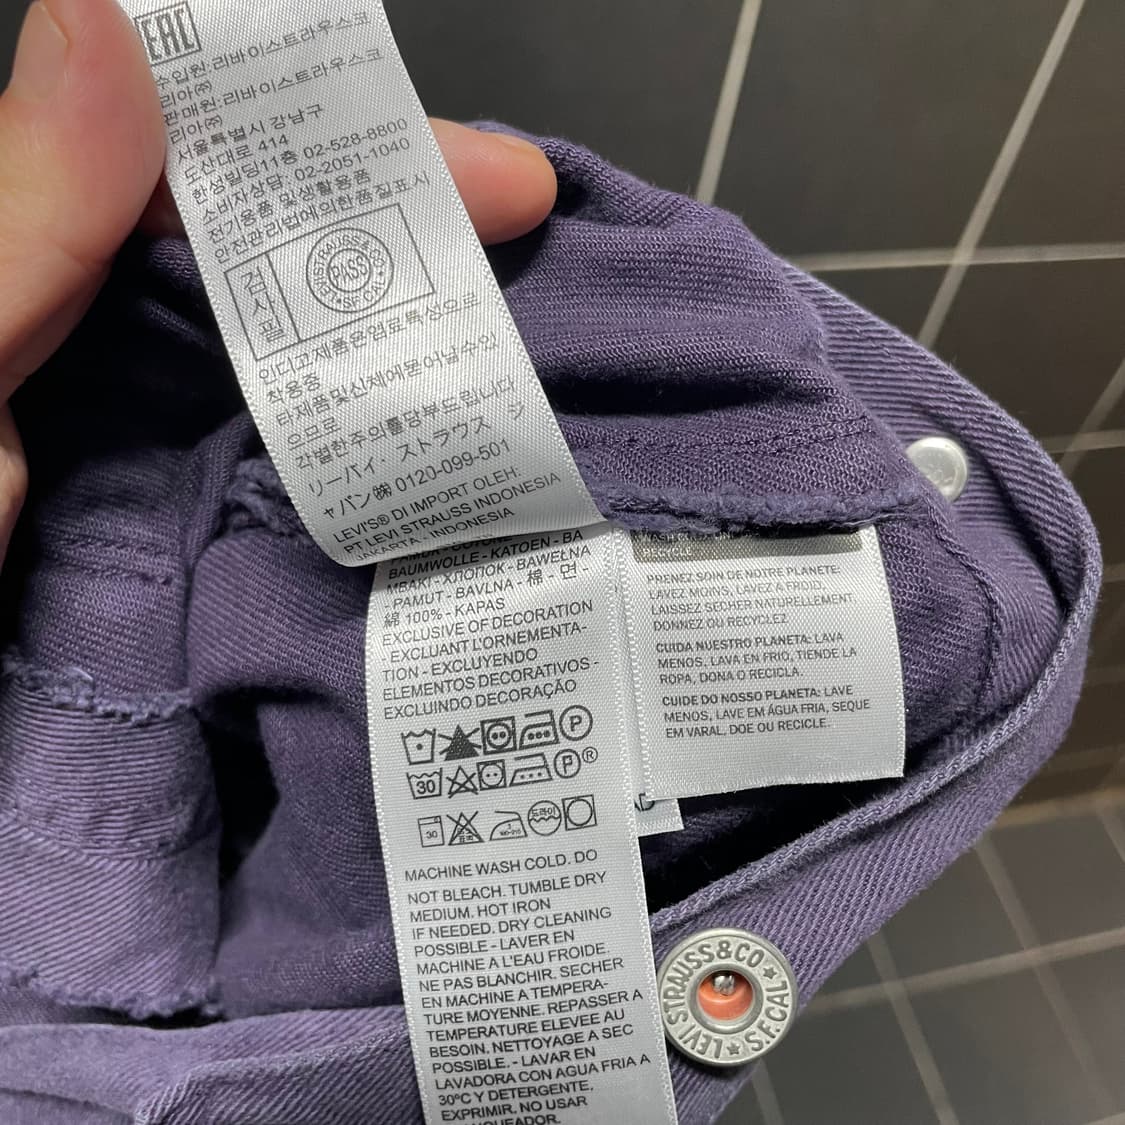 EAC
수입원:리바이스트라우스코
리아㈜
판매원:리바이스트라우스코
리아㈜
서울특별시 강남구
도산대로 414
한성빌딩11층 02-528-8800
소비자상담: 02-2051-1040
전기용품 및생활용품
안전관리법에의한품질표시
검사필
LEVI STRAUSS & CO
PASS
S.F. CAL
인디고제품은염료특성으로
착용중
타제품및신체에묻어날수있
으므로
각별한주의를당부드립니다
リーバイ・ストラウス ジ
ャパン㈱ 0120-099-501
LEVI'S® DI IMPORT OLEH:
PT LEVI STRAUSS INDONESIA
JAKARTA - INDONESIA
BAUMWOLLE - KATOEN - BA
MBAKI - ХЛОПОК - BAWEŁNA
- PAMUT - BAVLNA - 棉 - 면 -
綿 100% - KAPAS
EXCLUSIVE OF DECORATION
- EXCLUANT L'ORNEMENTA-
TION - EXCLUYENDO
ELEMENTOS DECORATIVOS -
EXCLUINDO DECORAÇÃO
P
30 P ®
30 드라이
MACHINE WASH COLD. DO
NOT BLEACH. TUMBLE DRY
MEDIUM. HOT IRON
IF NEEDED. DRY CLEANING
POSSIBLE - LAVER EN
MACHINE A L'EAU FROIDE.
NE PAS BLANCHIR. SECHER
EN MACHINE A TEMPERA-
TURE MOYENNE. REPASSER A
TEMPERATURE ELEVEE AU
BESOIN. NETTOYAGE A SEC
POSSIBLE. - LAVAR EN
LAVADORA CON AGUA FRIA A
30ºC Y DETERGENTE.
EXPRIMIR. NO USAR
RECYCLE
PRENEZ SOIN DE NOTRE PLANETE:
LAVEZ MOINS, LAVEZ A FROID,
LAISSEZ SECHER NATURELLEMENT,
DONNEZ OU RECYCLEZ.
CUIDA NUESTRO PLANETA: LAVA
MENOS, LAVA EN FRIO, TIENDE LA
ROPA, DONA O RECICLA.
CUIDE DO NOSSO PLANETA: LAVE
MENOS, LAVE EM ÁGUA FRIA, SEQUE
EM VARAL, DOE OU RECICLE.
LEVI STRAUSS & CO ★ S.F. CAL ★